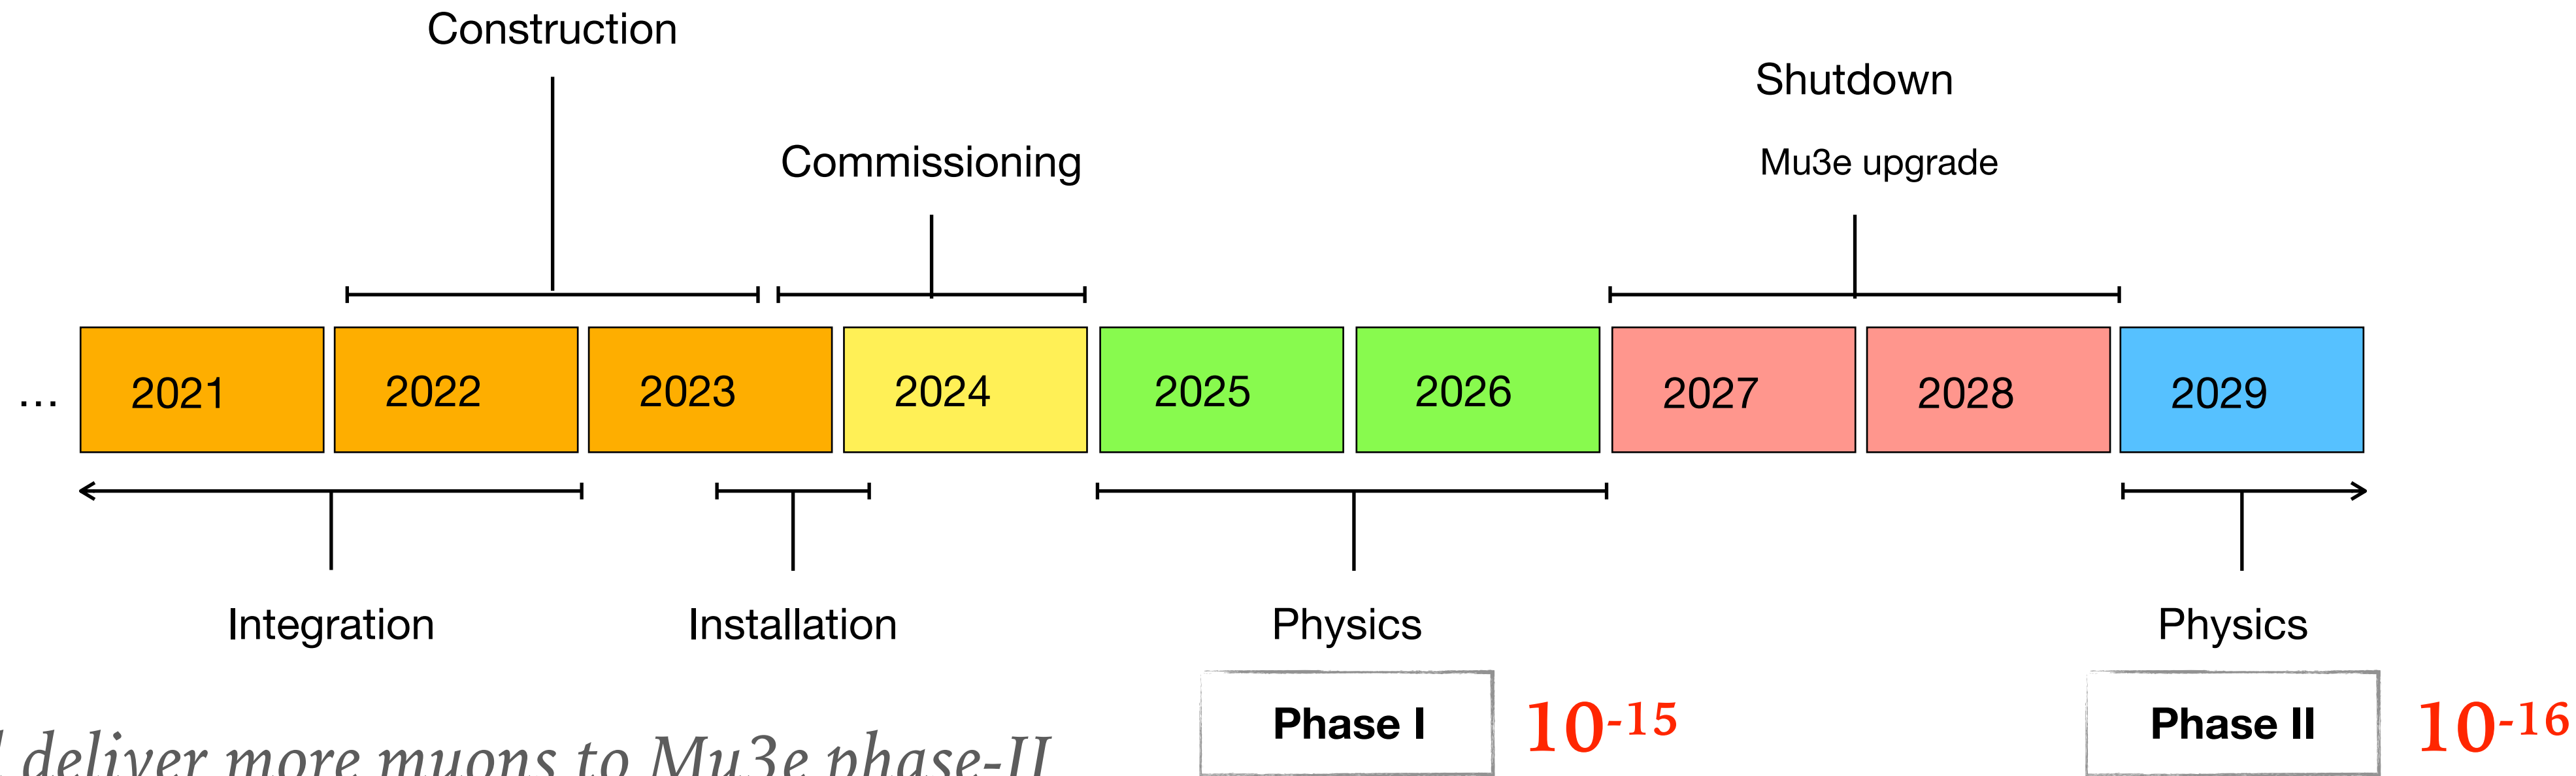 Construction
Shutdown
Commissioning
Mu3e upgrade
... 2021 2022 2023 2024 2025 2026 2027 2028 2029
Integration Installation Physics Physics
Phase I 10-15 Phase II 10-16
deliver more muons to Mu3e phase-II